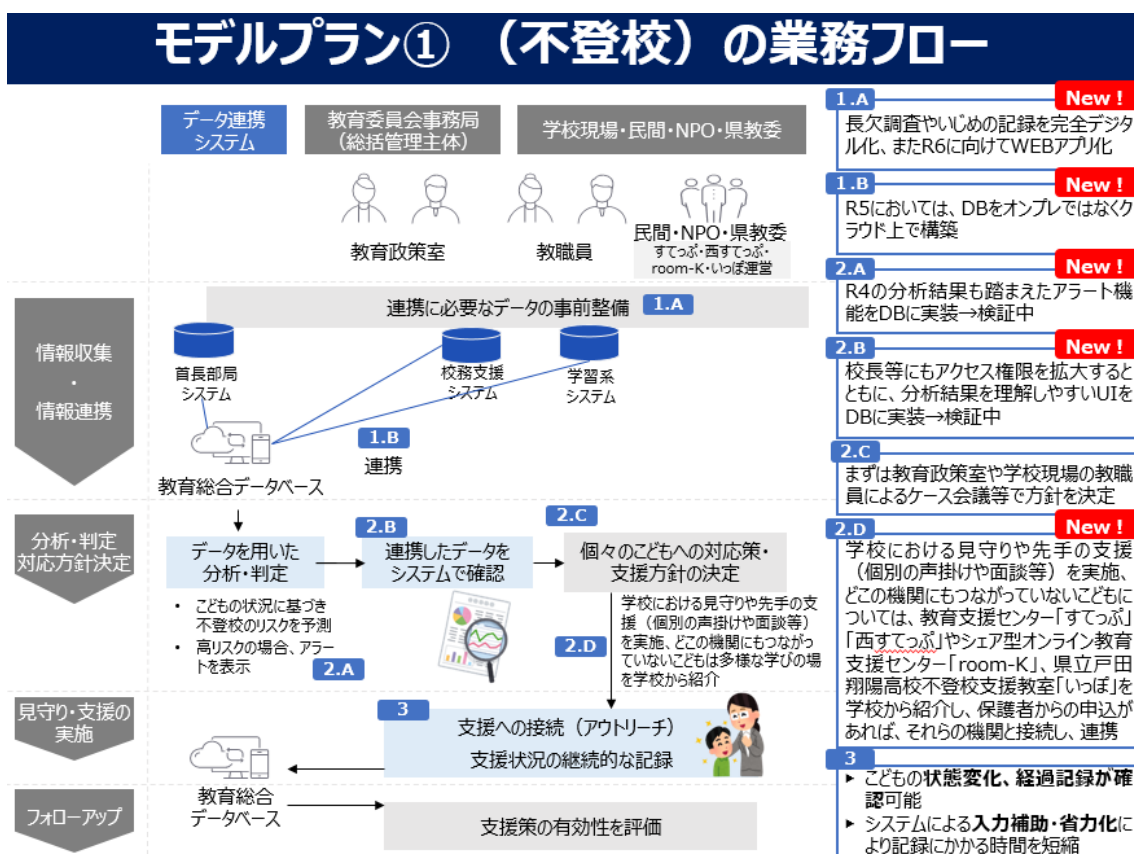 モデルプラン① （不登校）の業務フロー
データ連携
システム
教育委員会事務局
（総括管理主体）
学校現場・民間・NPO・県教委
教育政策室
教職員
民間・NPO・県教委
すてっぷ・西すてっぷ・
room-K・いっぽ運営
情報収集
・
情報連携
連携に必要なデータの事前整備
1.A
首長部局
システム
校務支援
システム
学習系
システム
1.B
連携
教育総合データベース
分析・判定
対応方針決定
データを用いた
分析・判定
2.B
連携したデータを
システムで確認
2.C
個々のこどもへの対応策・
支援方針の決定
• こどもの状況に基づき
不登校のリスクを予測
• 高リスクの場合、アラー
トを表示
2.A
2.D
学校における見守りや先手の支
援（個別の声掛けや面談等）
を実施、どこの機関にもつながっ
ていないこどもは多様な学びの場
を学校から紹介
見守り・支援の
実施
3
支援への接続（アウトリーチ）
支援状況の継続的な記録
教育総合
データベース
フォローアップ
支援策の有効性を評価
1.A
New！
長欠調査やいじめの記録を完全デジタ
ル化、またR6に向けてWEBアプリ化
1.B
New！
R5においては、DBをオンプレではなくク
ラウド上で構築
2.A
New！
R4の分析結果も踏まえたアラート機
能をDBに実装→検証中
2.B
New！
校長等にもアクセス権限を拡大すると
ともに、分析結果を理解しやすいUIを
DBに実装→検証中
2.C
まずは教育政策室や学校現場の教職
員によるケース会議等で方針を決定
2.D
New！
学校における見守りや先手の支援
（個別の声掛けや面談等）を実施、
どこの機関にもつながっていないこどもに
ついては、教育支援センター「すてっぷ」
「西すてっぷ」やシェア型オンライン教育
支援センター「room-K」、県立戸田
翔陽高校不登校支援教室「いっぽ」を
学校から紹介し、保護者からの申込が
あれば、それらの機関と接続し、連携
3
▶ こどもの状態変化、経過記録が確
認可能
▶ システムによる入力補助・省力化に
より記録にかかる時間を短縮